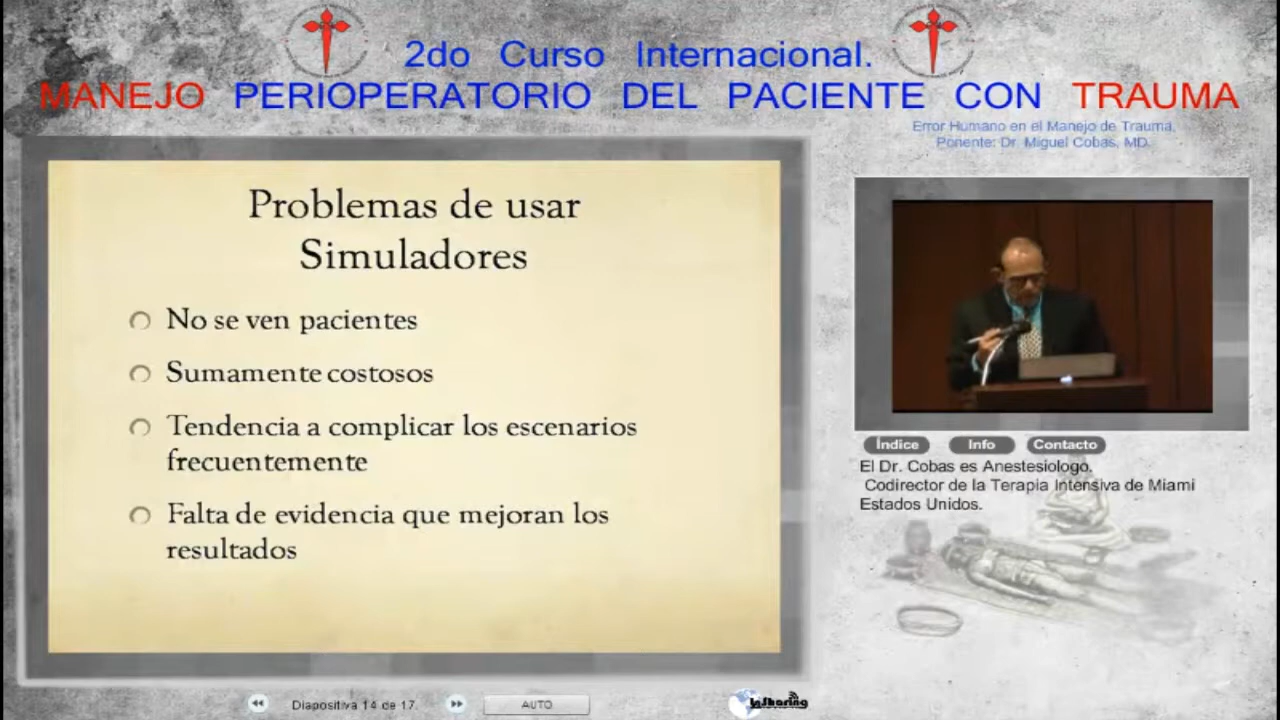 2do Curso Internacional.
MANEJO PERIOPERATORIO DEL PACIENTE CON TRAUMA
Error Humano en el Manejo de Trauma.
Ponente: Dr. Miguel Cobas, MD.
Problemas de usar
Simuladores
No se ven pacientes
Sumamente costosos
Tendencia a complicar los escenarios
frecuentemente
Falta de evidencia que mejoran los
resultados
Índice Info Contacto
El Dr. Cobas es Anestesiologo.
Codirector de la Terapia Intensiva de Miami
Estados Unidos.
Diapositiva 14 de 17.
AUTO
InSharing